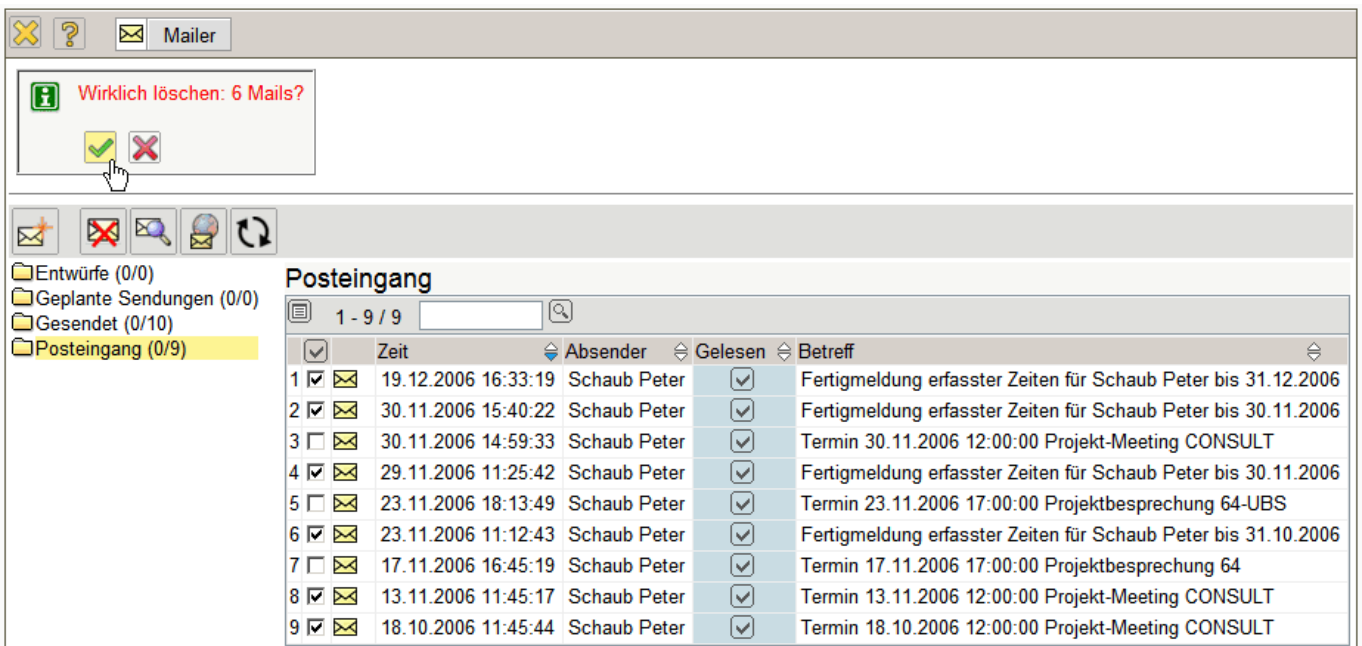 Mailer
Wirklich löschen: 6 Mails?
Entwürfe (0/0)
Geplante Sendungen (0/0)
Gesendet (0/10)
Posteingang (0/9)
Posteingang
1 - 9 / 9
Zeit Absender Gelesen Betreff
1 19.12.2006 16:33:19 Schaub Peter Fertigmeldung erfasster Zeiten für Schaub Peter bis 31.12.2006
2 30.11.2006 15:40:22 Schaub Peter Fertigmeldung erfasster Zeiten für Schaub Peter bis 30.11.2006
3 30.11.2006 14:59:33 Schaub Peter Termin 30.11.2006 12:00:00 Projekt-Meeting CONSULT
4 29.11.2006 11:25:42 Schaub Peter Fertigmeldung erfasster Zeiten für Schaub Peter bis 30.11.2006
5 23.11.2006 18:13:49 Schaub Peter Termin 23.11.2006 17:00:00 Projektbesprechung 64-UBS
6 23.11.2006 11:12:43 Schaub Peter Fertigmeldung erfasster Zeiten für Schaub Peter bis 31.10.2006
7 17.11.2006 16:45:19 Schaub Peter Termin 17.11.2006 17:00:00 Projektbesprechung 64
8 13.11.2006 11:45:17 Schaub Peter Termin 13.11.2006 12:00:00 Projekt-Meeting CONSULT
9 18.10.2006 11:45:44 Schaub Peter Termin 18.10.2006 12:00:00 Projekt-Meeting CONSULT